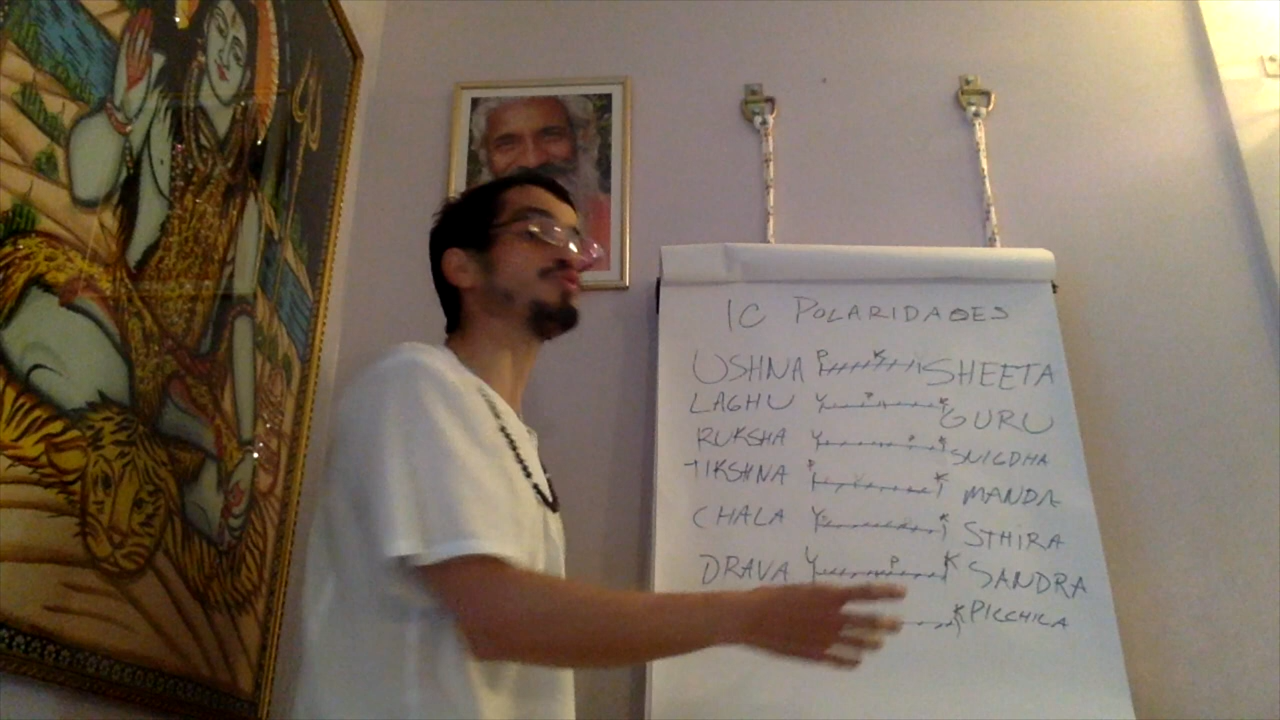 10 POLARIDADES
USHNA P K SHEETA
LAGHU V P K GURU
RUKSHA V P K SNIGDHA
TIKSHNA P V K MANDA
CHALA V P K STHIRA
DRAVA V P K SANDRA
K PICCHILA